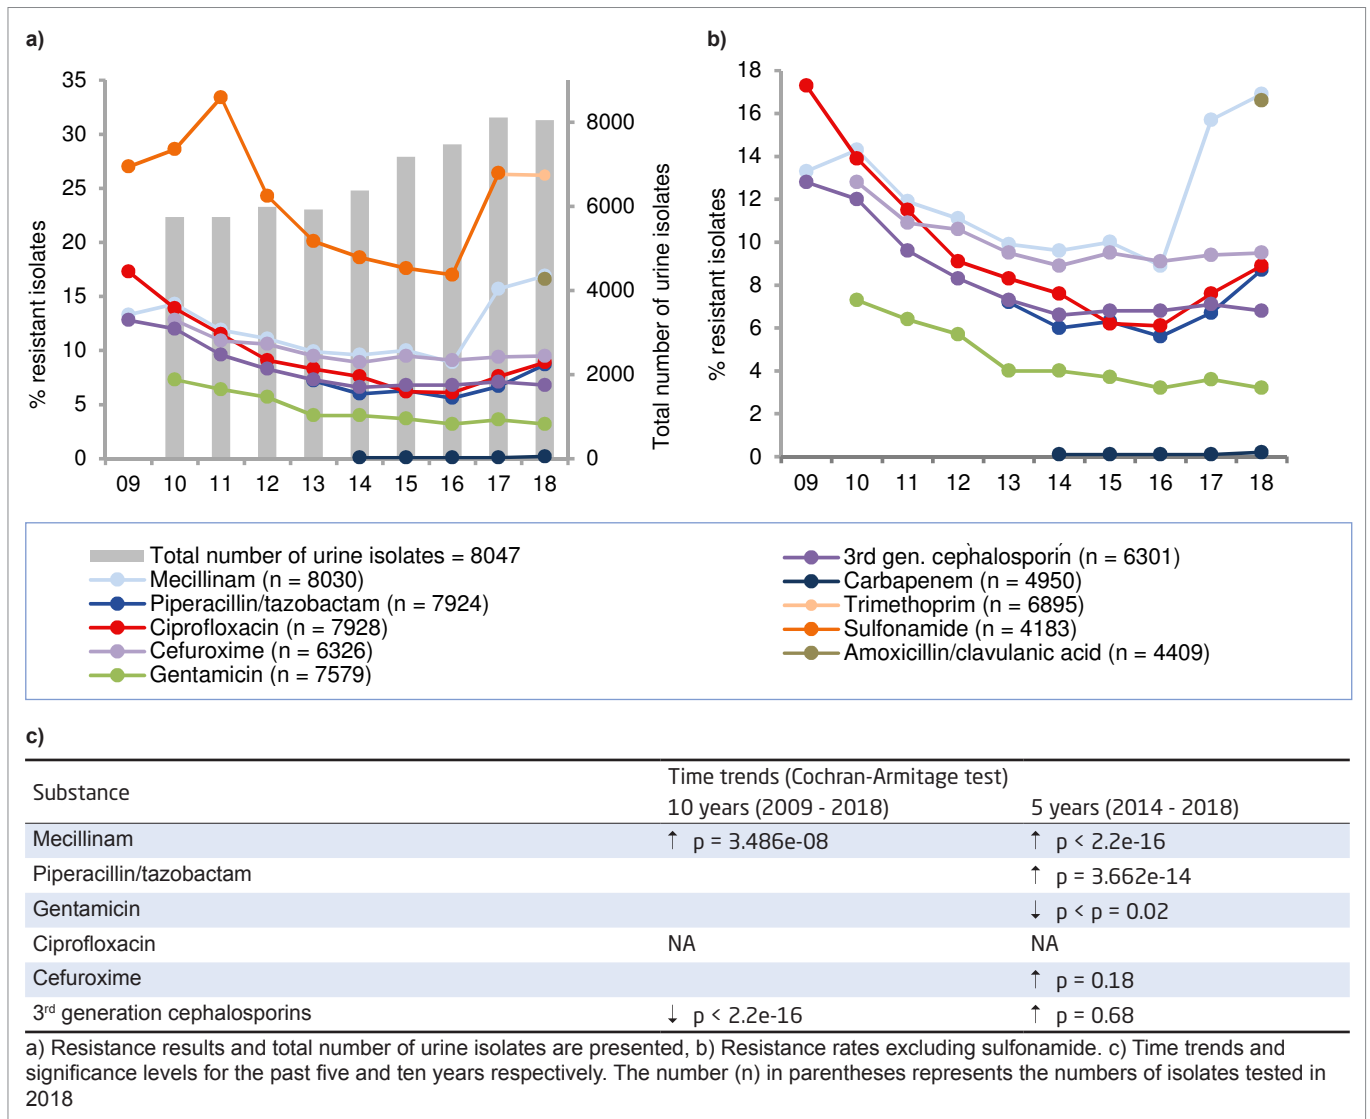 a)
35
30
25
20
15
10
5
0
% resistant isolates
8000
6000
4000
2000
0
Total number of urine isolates
09 10 11 12 13 14 15 16 17 18
b)
18
16
14
12
10
8
6
4
2
0
% resistant isolates
09 10 11 12 13 14 15 16 17 18
Total number of urine isolates = 8047
Mecillinam (n = 8030)
Piperacillin/tazobactam (n = 7924)
Ciprofloxacin (n = 7928)
Cefuroxime (n = 6326)
Gentamicin (n = 7579)
3rd gen. cephalosporin (n = 6301)
Carbapenem (n = 4950)
Trimethoprim (n = 6895)
Sulfonamide (n = 4183)
Amoxicillin/clavulanic acid (n = 4409)
c)
Substance
Time trends (Cochran-Armitage test)
10 years (2009 - 2018) 5 years (2014 - 2018)
Mecillinam ↑ p = 3.486e-08 ↑ p < 2.2e-16
Piperacillin/tazobactam ↑ p = 3.662e-14
Gentamicin ↓ p < p = 0.02
Ciprofloxacin NA NA
Cefuroxime ↑ p = 0.18
3rd generation cephalosporins ↓ p < 2.2e-16 ↑ p = 0.68
a) Resistance results and total number of urine isolates are presented, b) Resistance rates excluding sulfonamide. c) Time trends and
significance levels for the past five and ten years respectively. The number (n) in parentheses represents the numbers of isolates tested in
2018